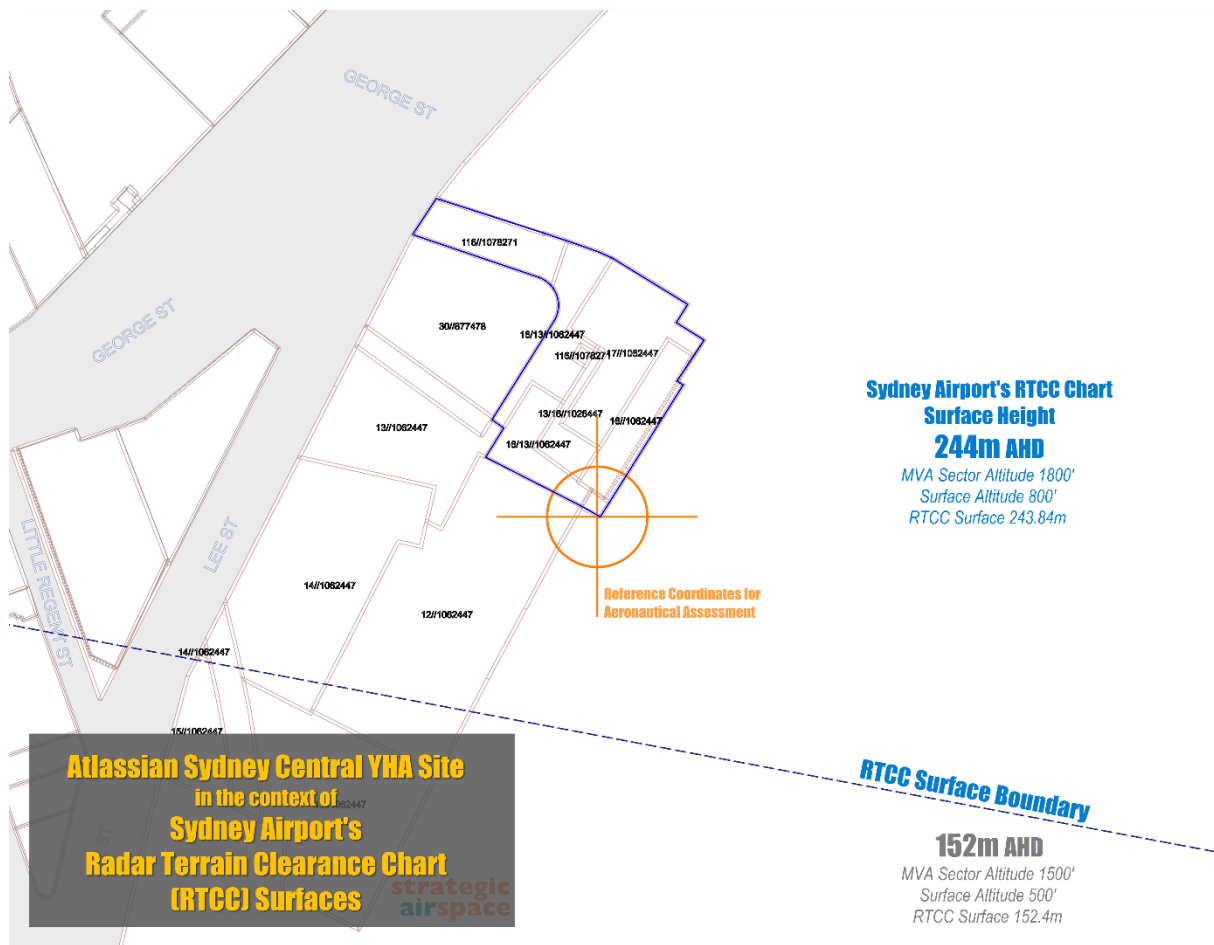 GEORGE ST
116//1078271
GEORGE ST
30//877478
18/13//1062447
116//1078271
17//1062447
Sydney Airport's RTCC Chart
Surface Height
244m AHD
MVA Sector Altitude 1800'
Surface Altitude 800'
RTCC Surface 243.84m
13/16//1026447
16//1062447
13//1062447
18/13//1062447
LITTLE REGENT ST
LEE ST
14//1062447
Reference Coordinates for
Aeronautical Assessment
12//1062447
14//1062447
15//1062447
RTCC Surface Boundary
Atlassian Sydney Central YHA Site
in the context of
Sydney Airport's
Radar Terrain Clearance Chart
(RTCC) Surfaces
strategic
airspace
152m AHD
MVA Sector Altitude 1500'
Surface Altitude 500'
RTCC Surface 152.4m